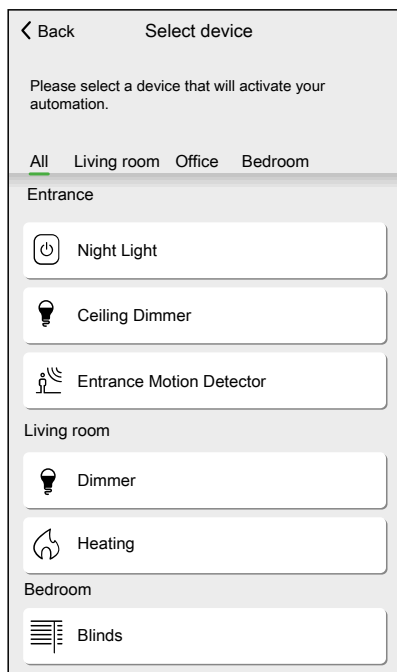 Back Select device
Please select a device that will activate your
automation.
All Living room Office Bedroom
Entrance
Night Light
Ceiling Dimmer
Entrance Motion Detector
Living room
Dimmer
Heating
Bedroom
Blinds